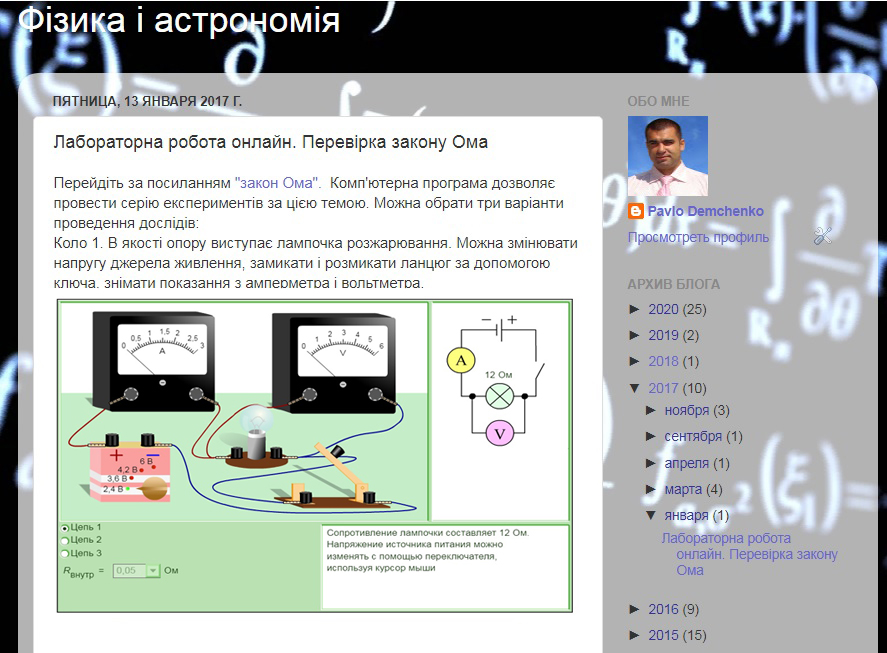 Фізика і астрономія
ПЯТНИЦА, 13 ЯНВАРЯ 2017 Г.
Лабораторна робота онлайн. Перевірка закону Ома
Перейдіть за посиланням "закон Ома". Комп'ютерна програма дозволяє
провести серію експериментів за цією темою. Можна обрати три варіанти
проведення дослідів:
Коло 1. В якості опору виступає лампочка розжарювання. Можна змінювати
напругу джерела живлення, замикати і розмикати ланцюг за допомогою
ключа, знімати показання з амперметра і вольтметра.
0 0,5 1 1,5 2 2,5 3
A
0 1 2 3 4 5 6
V
+ −
6 В
4,2 В
3,6 В
2,4 В
− +
A
12 Ом
V
Цепь 1
Цепь 2
Цепь 3
Rвнутр = 0,05 Ом
Сопротивление лампочки составляет 12 Ом.
Напряжение источника питания можно
изменять с помощью переключателя,
используя курсор мыши
ОБО МНЕ
Pavlo Demchenko
Просмотреть профиль
АРХИВ БЛОГА
► 2020 (25)
► 2019 (2)
► 2018 (1)
▼ 2017 (10)
► ноября (3)
► сентября (1)
► апреля (1)
► марта (4)
▼ января (1)
Лабораторна робота
онлайн. Перевірка закону
Ома
► 2016 (9)
► 2015 (15)